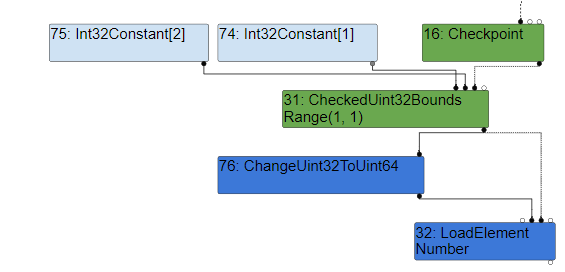 75: Int32Constant[2]
74: Int32Constant[1]
16: Checkpoint
31: CheckedUint32Bounds
Range(1, 1)
76: ChangeUint32ToUint64
32: LoadElement
Number